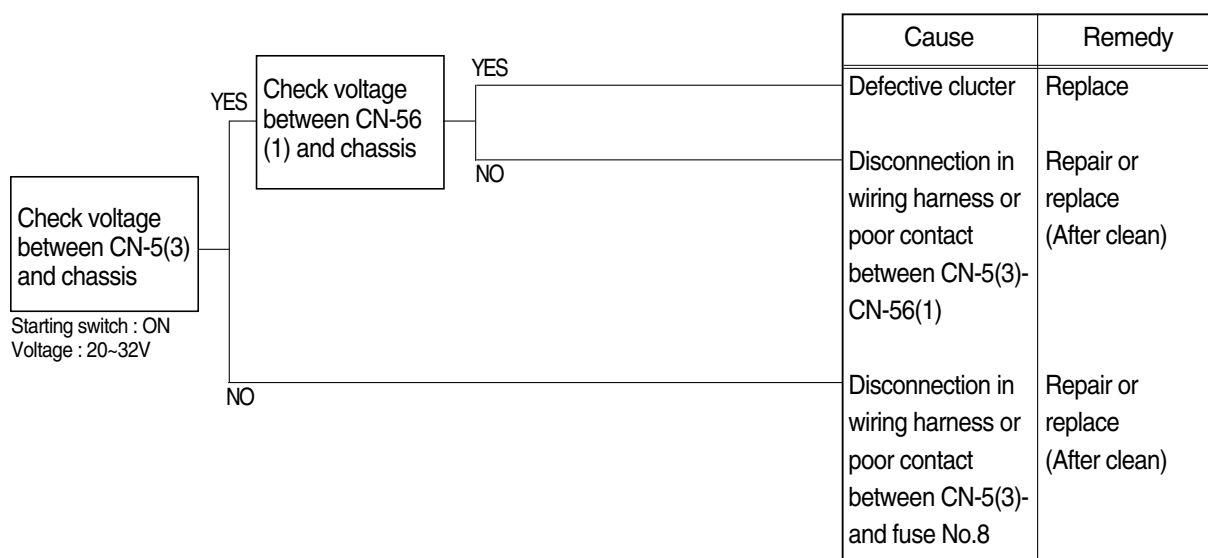 Cause
Remedy
YES
Check voltage
between CN-56
(1) and chassis
YES
NO
Defective clucter
Replace
Disconnection in
wiring harness or
poor contact
between CN-5(3)-
CN-56(1)
Repair or
replace
(After clean)
Check voltage
between CN-5(3)
and chassis
Starting switch : ON
Voltage : 20~32V
NO
Disconnection in
wiring harness or
poor contact
between CN-5(3)-
and fuse No.8
Repair or
replace
(After clean)